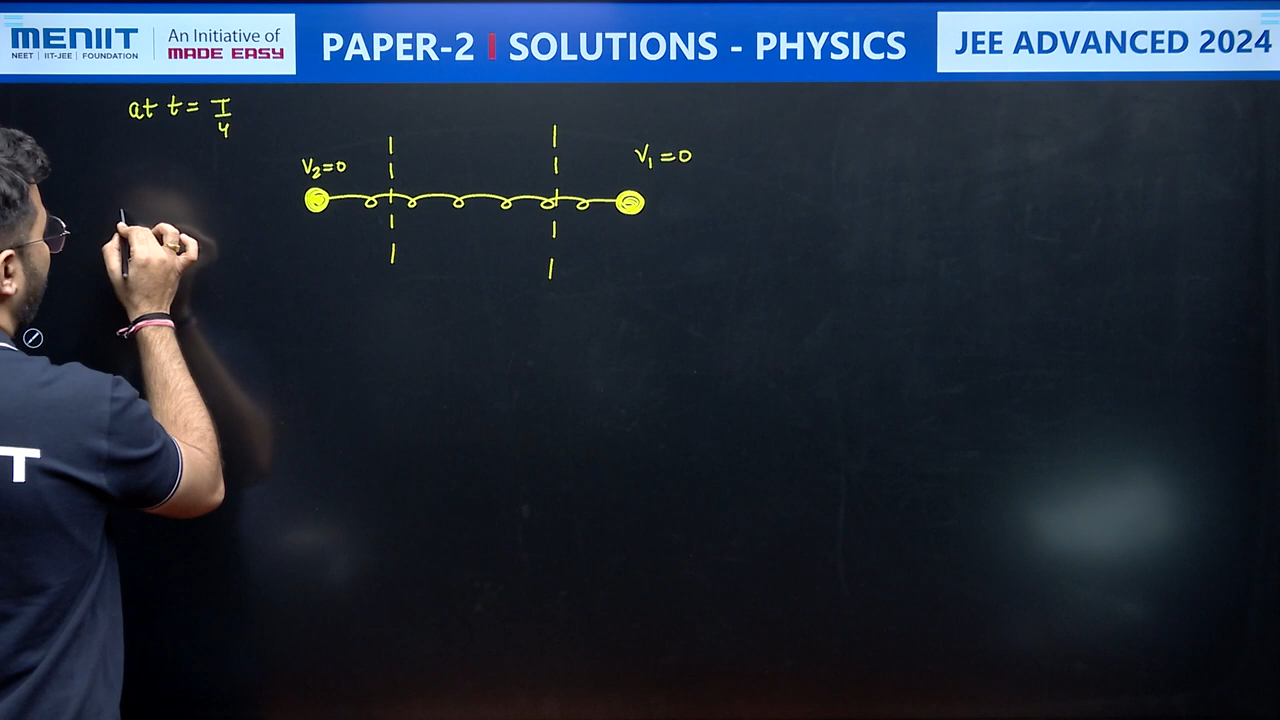 MENIIT
NEET | IIT-JEE | FOUNDATION
An Initiative of
MADE EASY
PAPER-2 | SOLUTIONS - PHYSICS
JEE ADVANCED 2024
at t = T/4
V₂=0
V₁=0
T